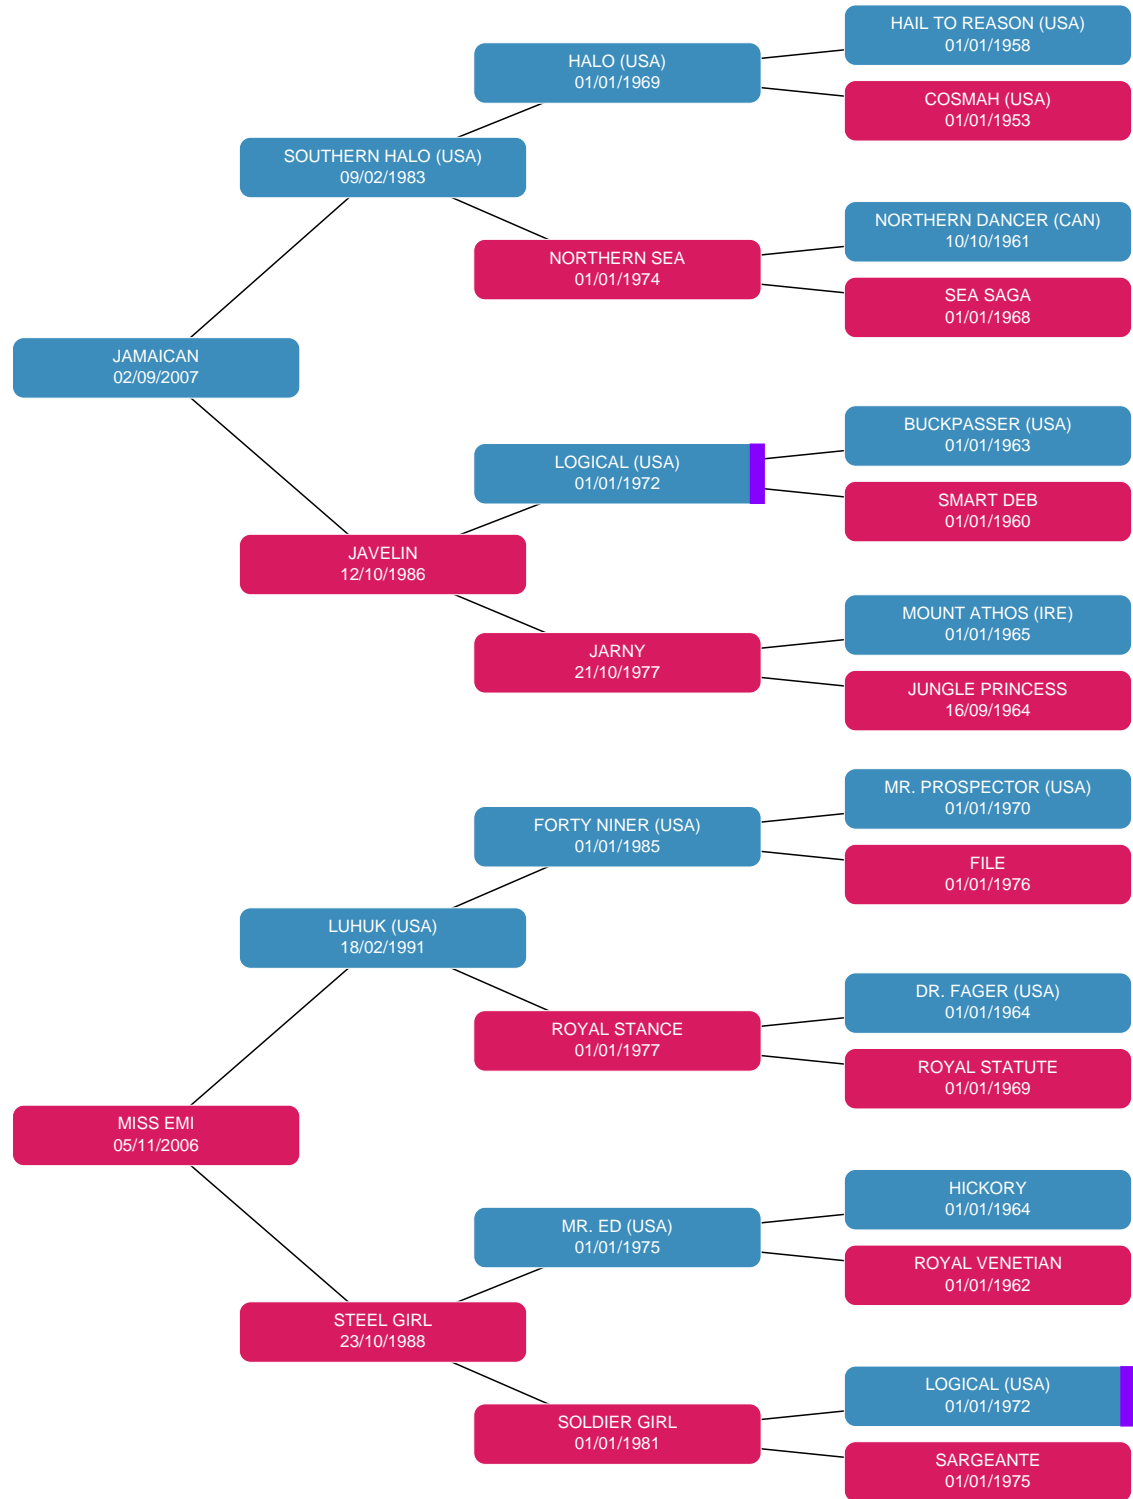 HAIL TO REASON (USA)
01/01/1958
HALO (USA)
01/01/1969
COSMAH (USA)
01/01/1953
SOUTHERN HALO (USA)
09/02/1983
NORTHERN DANCER (CAN)
10/10/1961
NORTHERN SEA
01/01/1974
SEA SAGA
01/01/1968
JAMAICAN
02/09/2007
BUCKPASSER (USA)
01/01/1963
LOGICAL (USA)
01/01/1972
SMART DEB
01/01/1960
JAVELIN
12/10/1986
MOUNT ATHOS (IRE)
01/01/1965
JARNY
21/10/1977
JUNGLE PRINCESS
16/09/1964
MR. PROSPECTOR (USA)
01/01/1970
FORTY NINER (USA)
01/01/1985
FILE
01/01/1976
LUHUK (USA)
18/02/1991
DR. FAGER (USA)
01/01/1964
ROYAL STANCE
01/01/1977
ROYAL STATUTE
01/01/1969
MISS EMI
05/11/2006
HICKORY
01/01/1964
MR. ED (USA)
01/01/1975
ROYAL VENETIAN
01/01/1962
STEEL GIRL
23/10/1988
LOGICAL (USA)
01/01/1972
SOLDIER GIRL
01/01/1981
SARGEANTE
01/01/1975